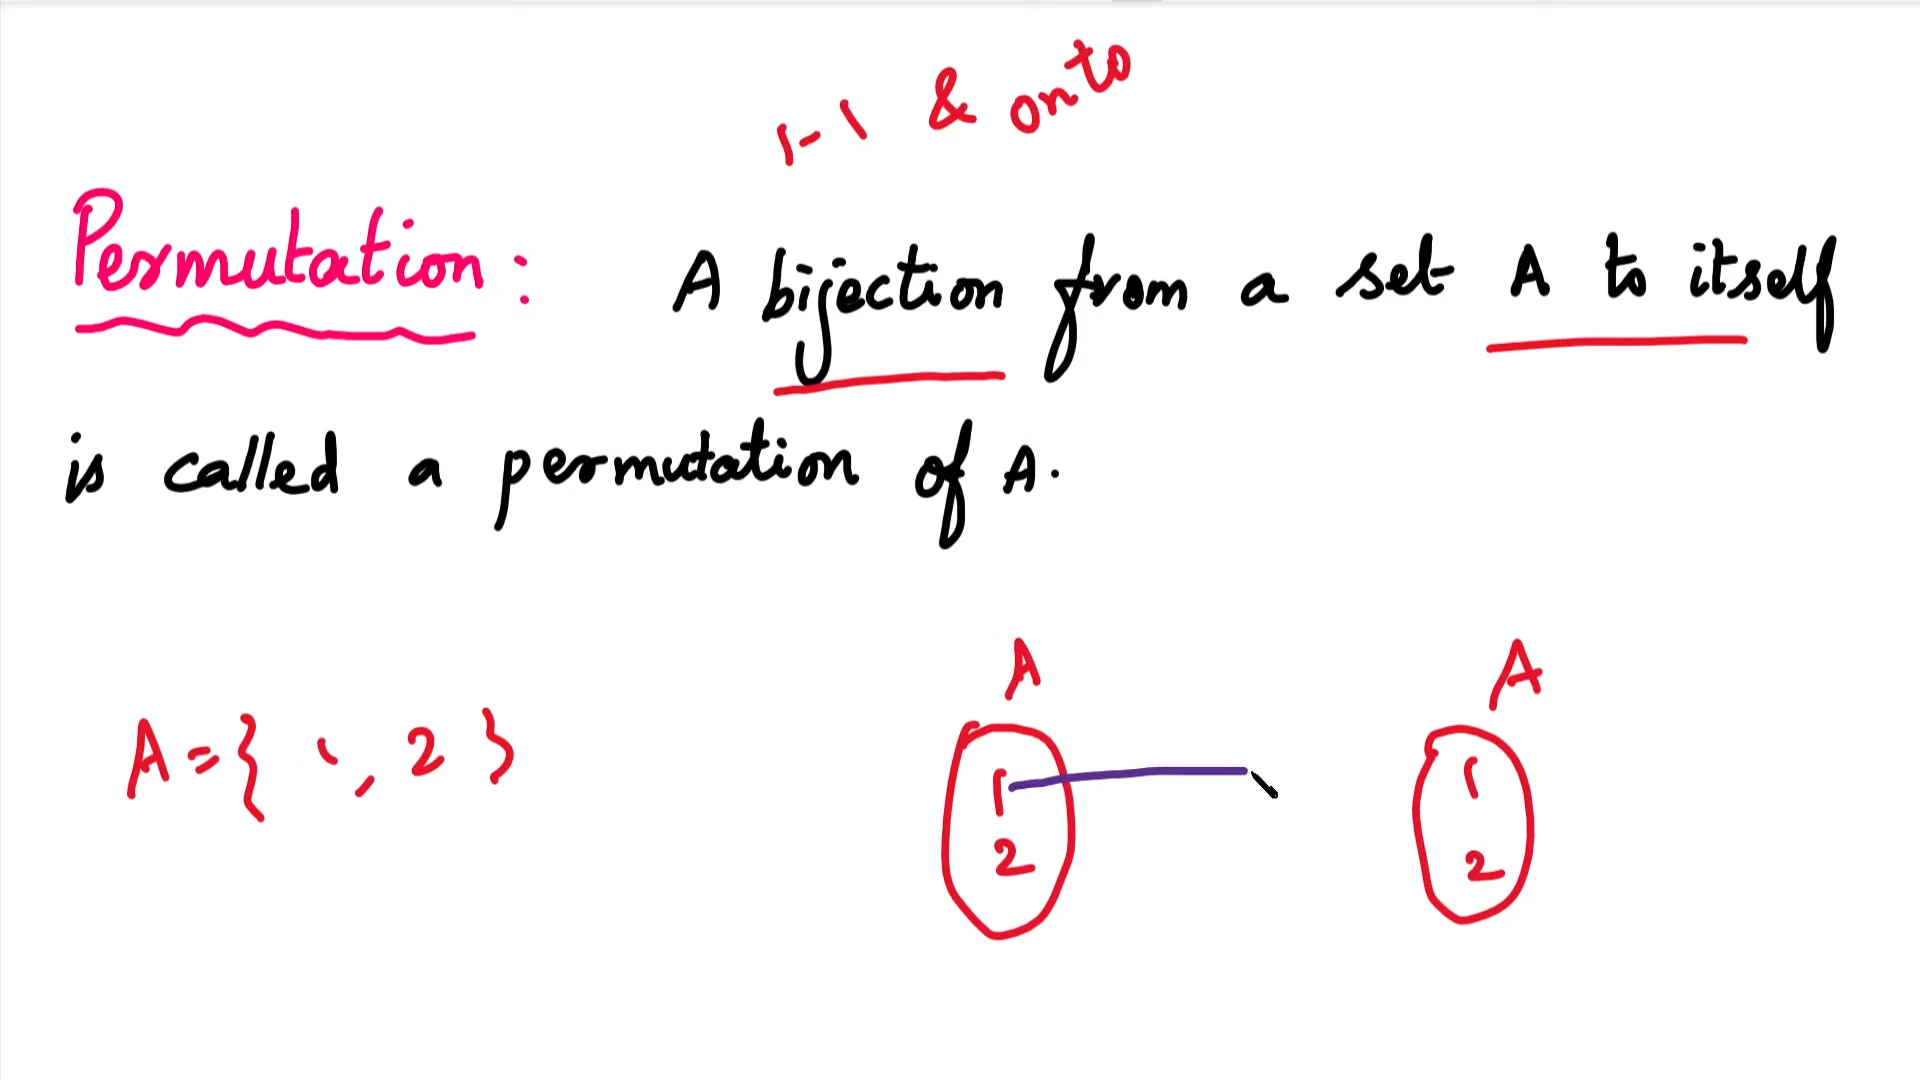 1-1 & onto
Permutation: A bijection from a set A to itself
is called a permutation of A.
A A
A={1, 2} 1 1
2 2